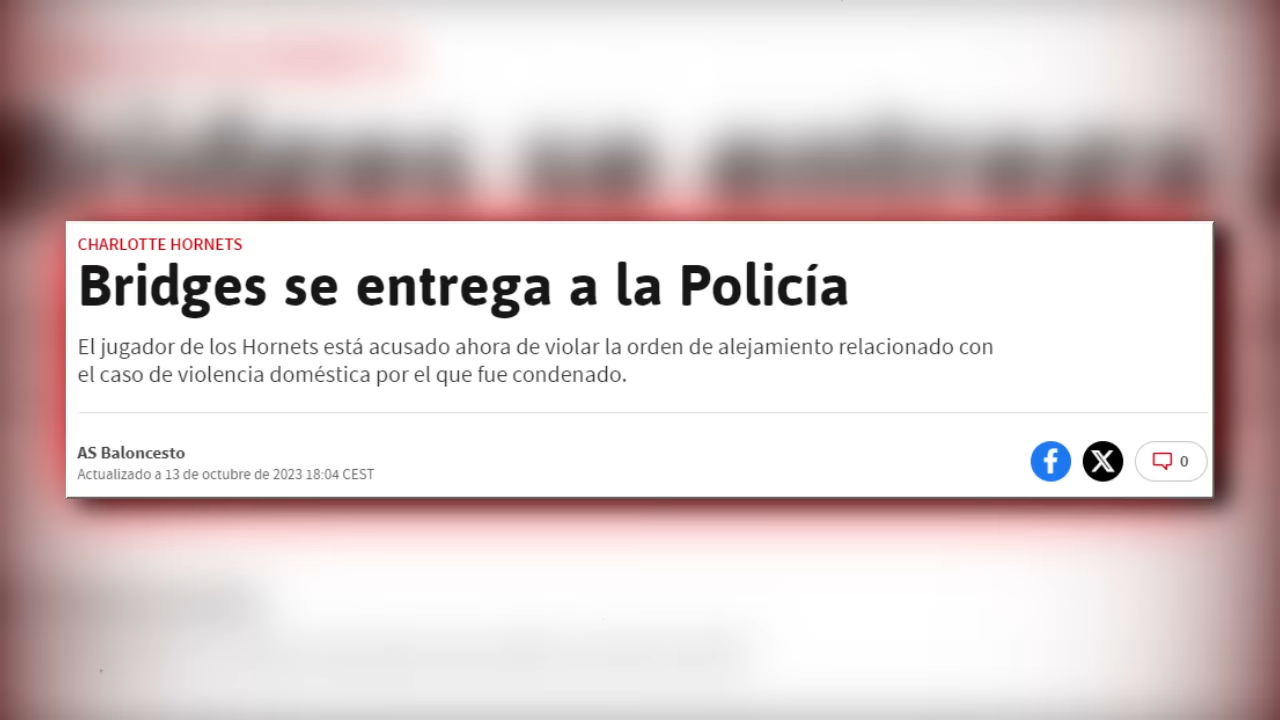 CHARLOTTE HORNETS
Bridges se entrega a la Policía
El jugador de los Hornets está acusado ahora de violar la orden de alejamiento relacionado con
el caso de violencia doméstica por el que fue condenado.
AS Baloncesto
Actualizado a 13 de octubre de 2023 18:04 CEST
0